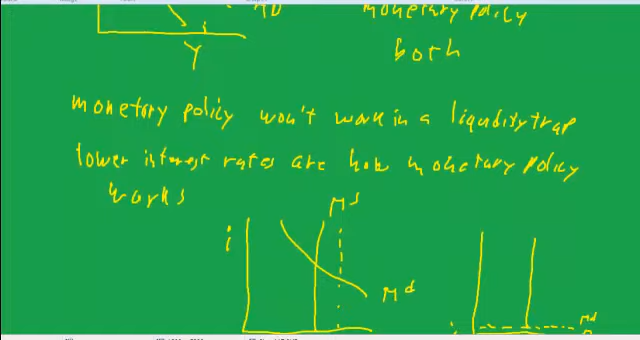 AD
monetary policy
Y
Both
monetary policy won't work in a liquidity trap
lower interest rates are how monetary policy
works
Ms
i
Md
Md
i